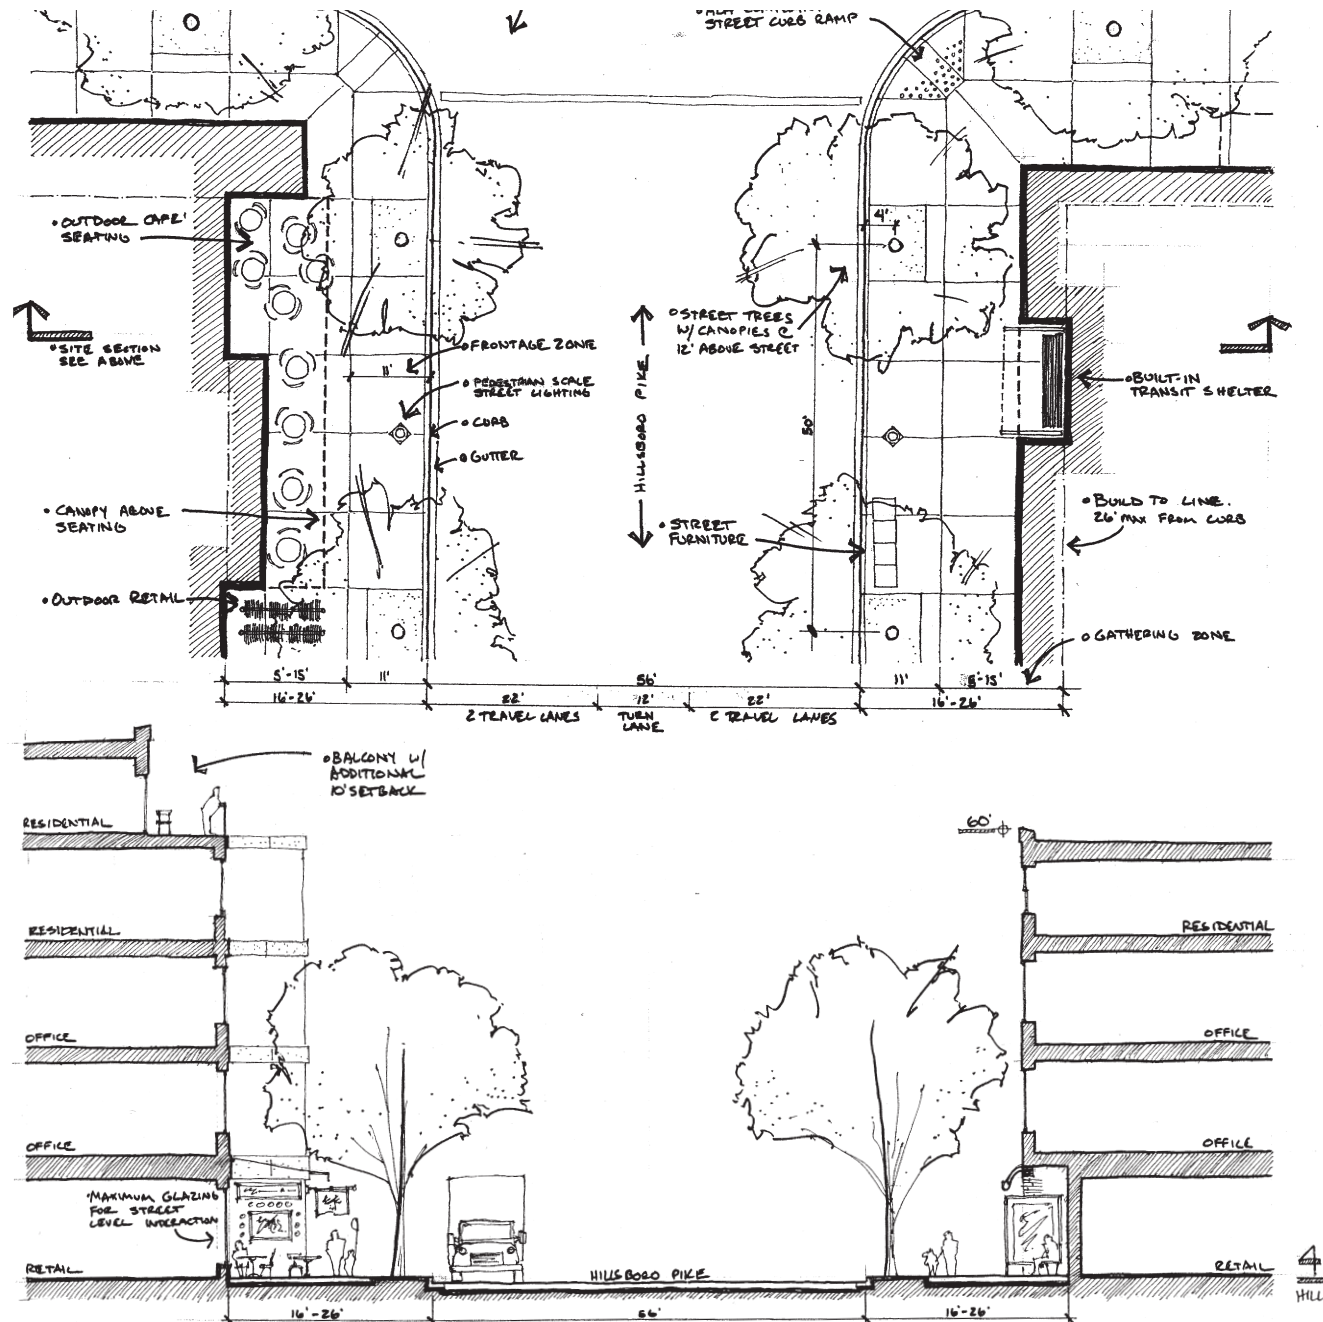 STREET CURB RAMP
•OUTDOOR CAFE'
SEATING
4'
•STREET TREES
W/ CANOPIES @
12' ABOVE STREET
•SITE SECTION
SEE ABOVE
•FRONTAGE ZONE
11'
•PEDESTRIAN SCALE
STREET LIGHTING
•CURB
•GUTTER
HILLSBORO PIKE
50'
•BUILT-IN
TRANSIT SHELTER
•CANOPY ABOVE
SEATING
•STREET
FURNITURE
•BUILD TO LINE.
26' MAX FROM CURB
•OUTDOOR RETAIL
•GATHERING ZONE
5'-15' 11' 56' 11' 5'-15'
16'-26' 22' 12' 22' 16'-26'
2 TRAVEL LANES TURN 2 TRAVEL LANES
LANE
•BALCONY W/
ADDITIONAL
10' SETBACK
RESIDENTIAL
60'
RESIDENTIAL RESIDENTIAL
OFFICE OFFICE
OFFICE OFFICE
•MAXIMUM GLAZING
FOR STREET
LEVEL INTERACTION
RETAIL HILLSBORO PIKE RETAIL
HILL
16'-26' 56' 16'-26'